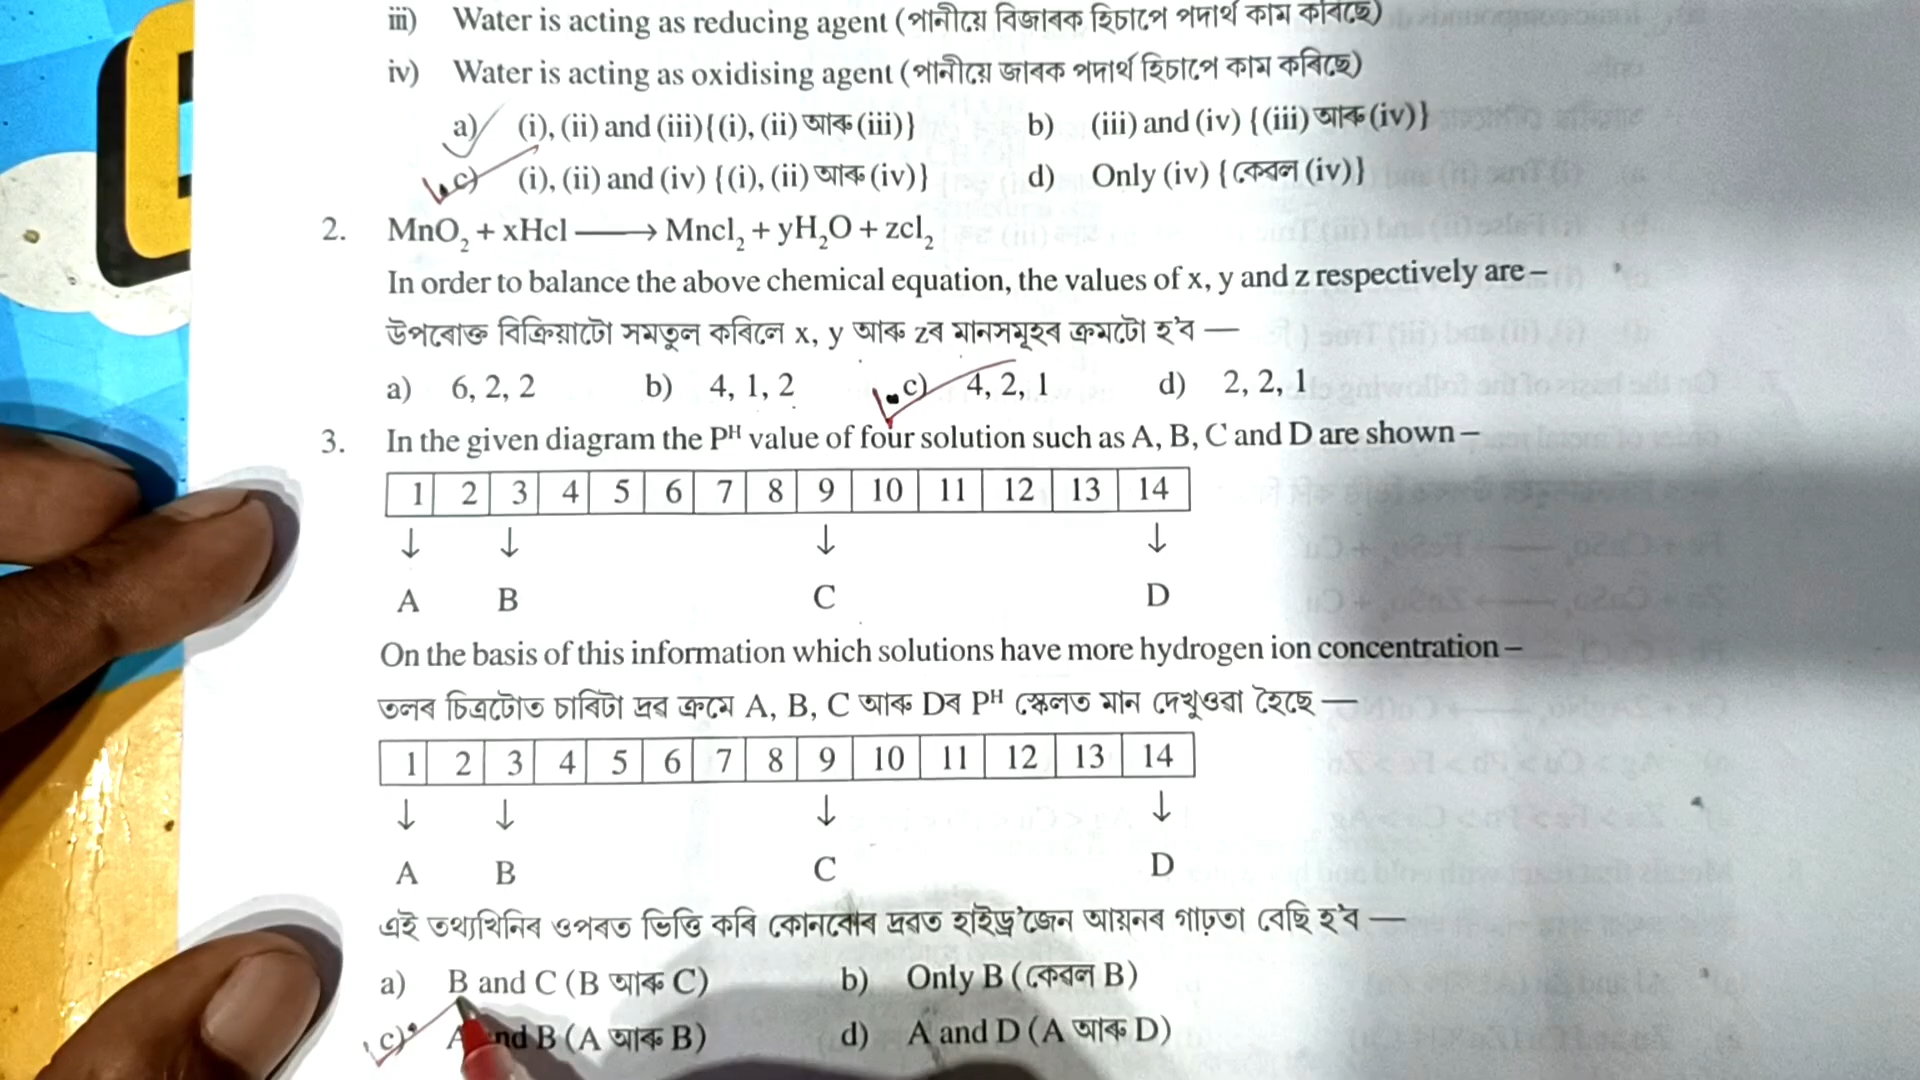 iii) Water is acting as reducing agent (পানীয়ে বিজাৰক হিচাপে পদাৰ্থ কাম কৰিছে)
iv) Water is acting as oxidising agent (পানীয়ে জাৰক পদাৰ্থ হিচাপে কাম কৰিছে)
a) (i), (ii) and (iii){(i), (ii) আৰু (iii)} b) (iii) and (iv) {(iii) আৰু (iv)}
c) (i), (ii) and (iv) {(i), (ii) আৰু (iv)} d) Only (iv) {কেৱল (iv)}
2. MnO₂ + xHcl ⟶ Mncl₂ + yH₂O + zcl₂
In order to balance the above chemical equation, the values of x, y and z respectively are –
উপৰোক্ত বিক্ৰিয়াটো সমতুল কৰিলে x, y আৰু zৰ মানসমূহৰ ক্ৰমটো হ'ব —
a) 6, 2, 2 b) 4, 1, 2 c) 4, 2, 1 d) 2, 2, 1
3. In the given diagram the Pᴴ value of four solution such as A, B, C and D are shown –
1 2 3 4 5 6 7 8 9 10 11 12 13 14
↓ ↓ ↓ ↓
A B C D
On the basis of this information which solutions have more hydrogen ion concentration –
তলৰ চিত্ৰটোত চাৰিটা দ্ৰৱ ক্ৰমে A, B, C আৰু Dৰ Pᴴ স্কেলত মান দেখুওৱা হৈছে —
1 2 3 4 5 6 7 8 9 10 11 12 13 14
↓ ↓ ↓ ↓
A B C D
এই তথ্যখিনিৰ ওপৰত ভিত্তি কৰি কোনবোৰ দ্ৰৱত হাইড্ৰ'জেন আয়নৰ গাঢ়তা বেছি হ'ব —
a) B and C (B আৰু C) b) Only B (কেৱল B)
c) A and B (A আৰু B) d) A and D (A আৰু D)